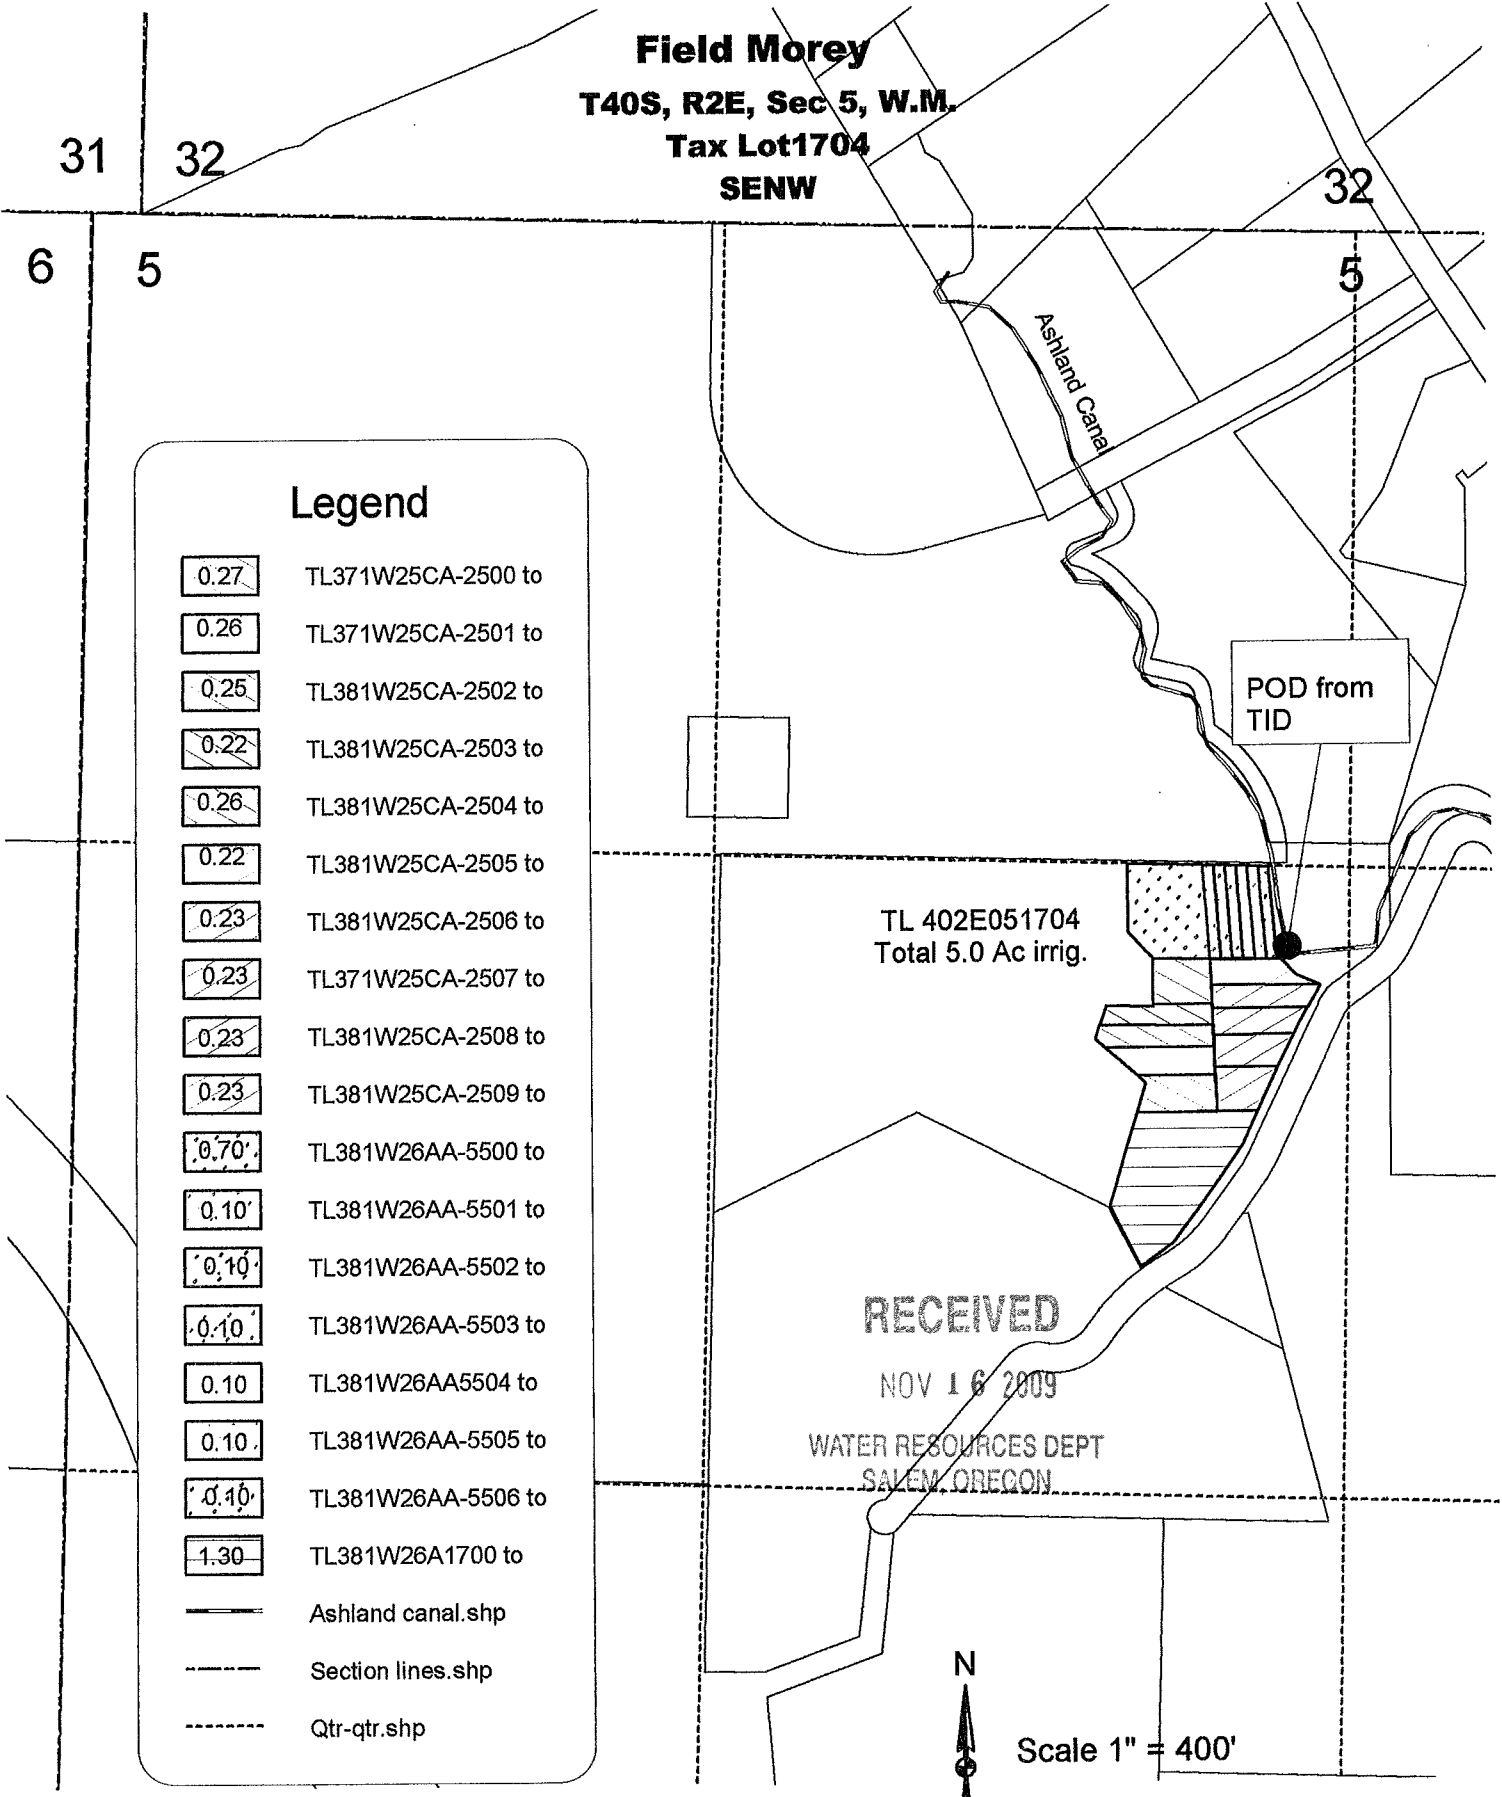 Field Morey
T40S, R2E, Sec 5, W.M.
Tax Lot1704
SENW
31
32
32
6
5
5
Ashland Canal
Legend
0.27 TL371W25CA-2500 to
0.26 TL371W25CA-2501 to
0.25 TL381W25CA-2502 to
0.22 TL381W25CA-2503 to
0.26 TL381W25CA-2504 to
0.22 TL381W25CA-2505 to
0.23 TL381W25CA-2506 to
0.23 TL371W25CA-2507 to
0.23 TL381W25CA-2508 to
0.23 TL381W25CA-2509 to
0.70 TL381W26AA-5500 to
0.10 TL381W26AA-5501 to
0.10 TL381W26AA-5502 to
0.10 TL381W26AA-5503 to
0.10 TL381W26AA5504 to
0.10 TL381W26AA-5505 to
0.10 TL381W26AA-5506 to
1.30 TL381W26A1700 to
Ashland canal.shp
Section lines.shp
Qtr-qtr.shp
POD from
TID
TL 402E051704
Total 5.0 Ac irrig.
RECEIVED
NOV 16 2009
WATER RESOURCES DEPT
SALEM, OREGON
N
Scale 1" = 400'